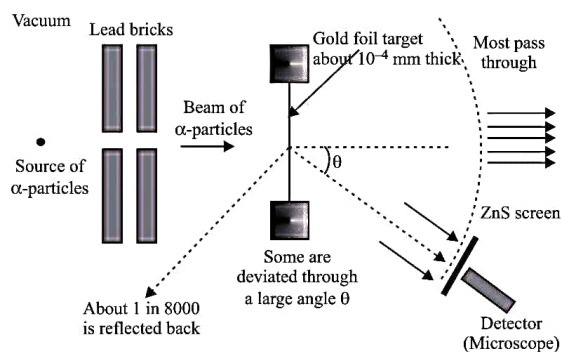 Vacuum
Lead bricks
Gold foil target
about 10⁻⁴ mm thick
Most pass
through
Beam of
α-particles
Source of
α-particles
θ
ZnS screen
Some are
deviated through
a large angle θ
About 1 in 8000
is reflected back
Detector
(Microscope)